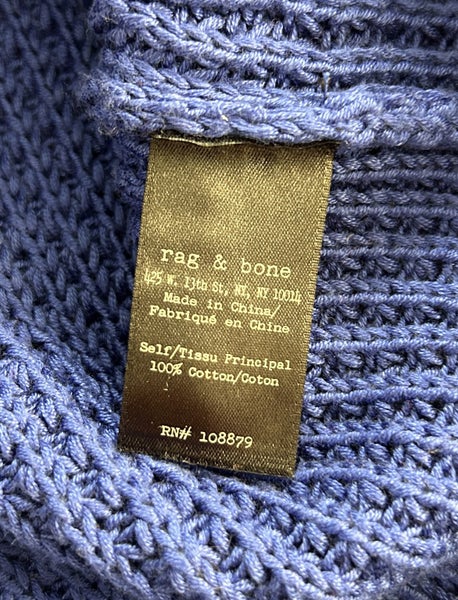 rag & bone
425 W. 13th St, NY, NY 10014
Made in China/
Fabriqué en Chine
Self/Tissu Principal
100% Cotton/Coton
RN# 108879